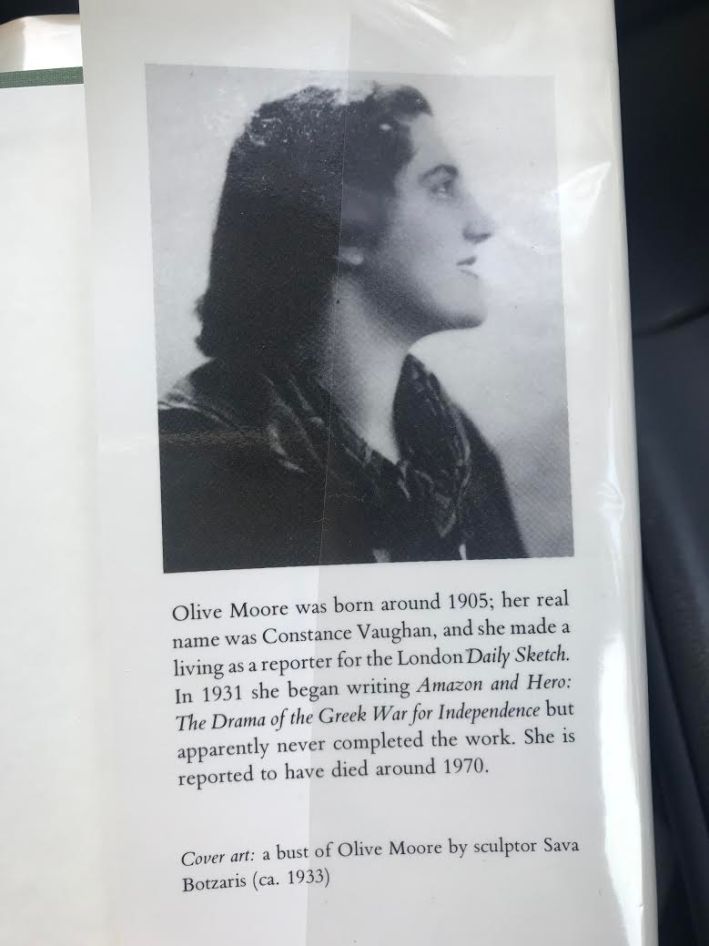 Olive Moore was born around 1905; her real
name was Constance Vaughan, and she made a
living as a reporter for the London Daily Sketch.
In 1931 she began writing Amazon and Hero:
The Drama of the Greek War for Independence but
apparently never completed the work. She is
reported to have died around 1970.
Cover art: a bust of Olive Moore by sculptor Sava
Botzaris (ca. 1933)